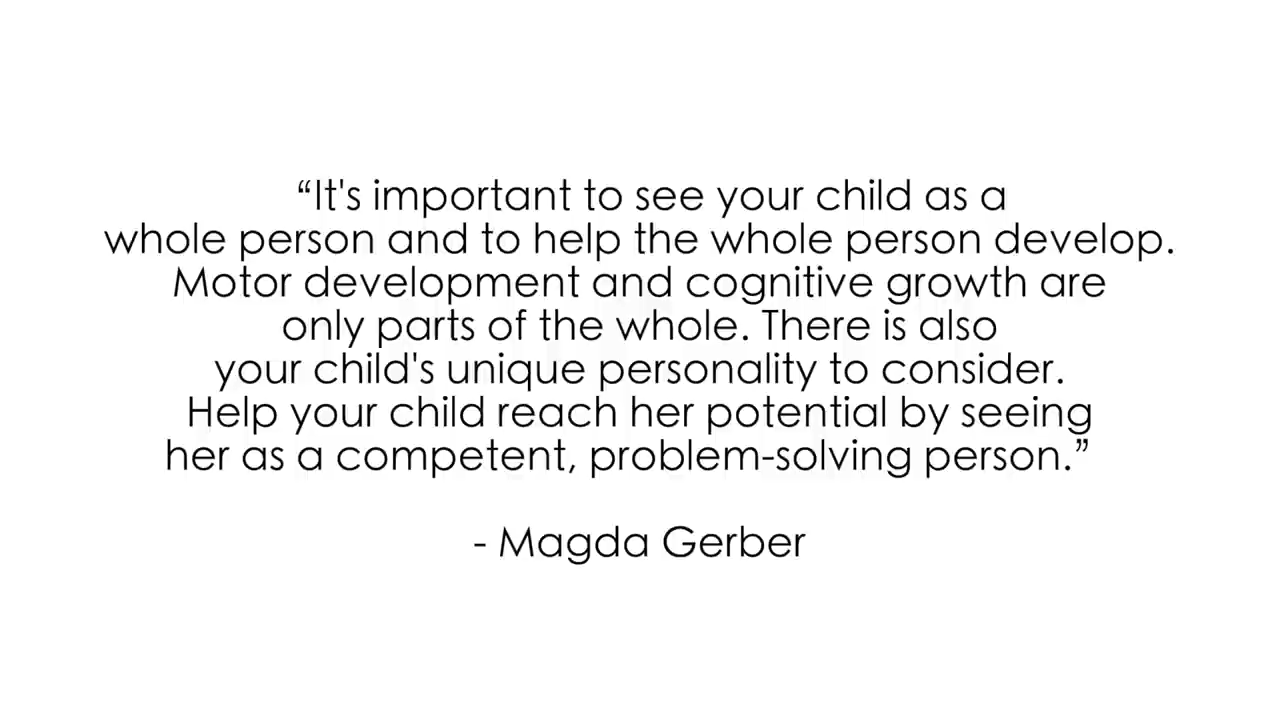 “It's important to see your child as a
whole person and to help the whole person develop.
Motor development and cognitive growth are
only parts of the whole. There is also
your child's unique personality to consider.
Help your child reach her potential by seeing
her as a competent, problem-solving person.”
- Magda Gerber